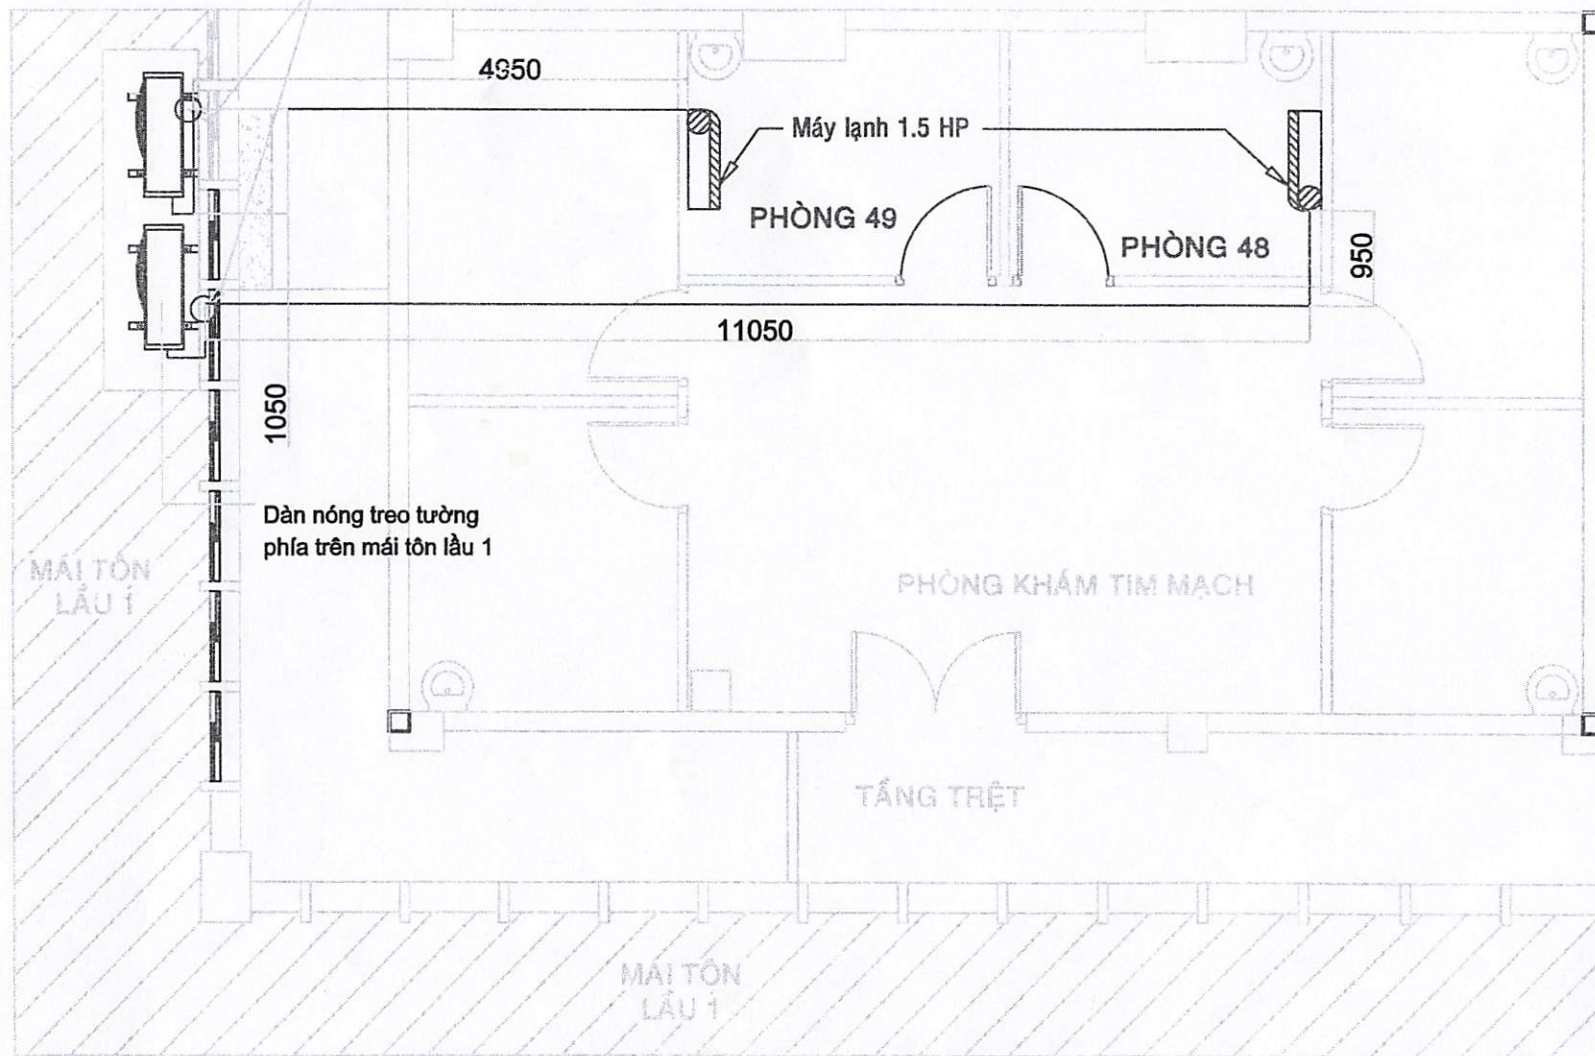 4950
Máy lạnh 1.5 HP
PHÒNG 49
PHÒNG 48
950
11050
1050
Dàn nóng treo tường
phía trên mái tôn lầu 1
MÁI TÔN
LẦU 1
PHÒNG KHÁM TIM MẠCH
TẦNG TRỆT
MÁI TÔN
LẦU 1